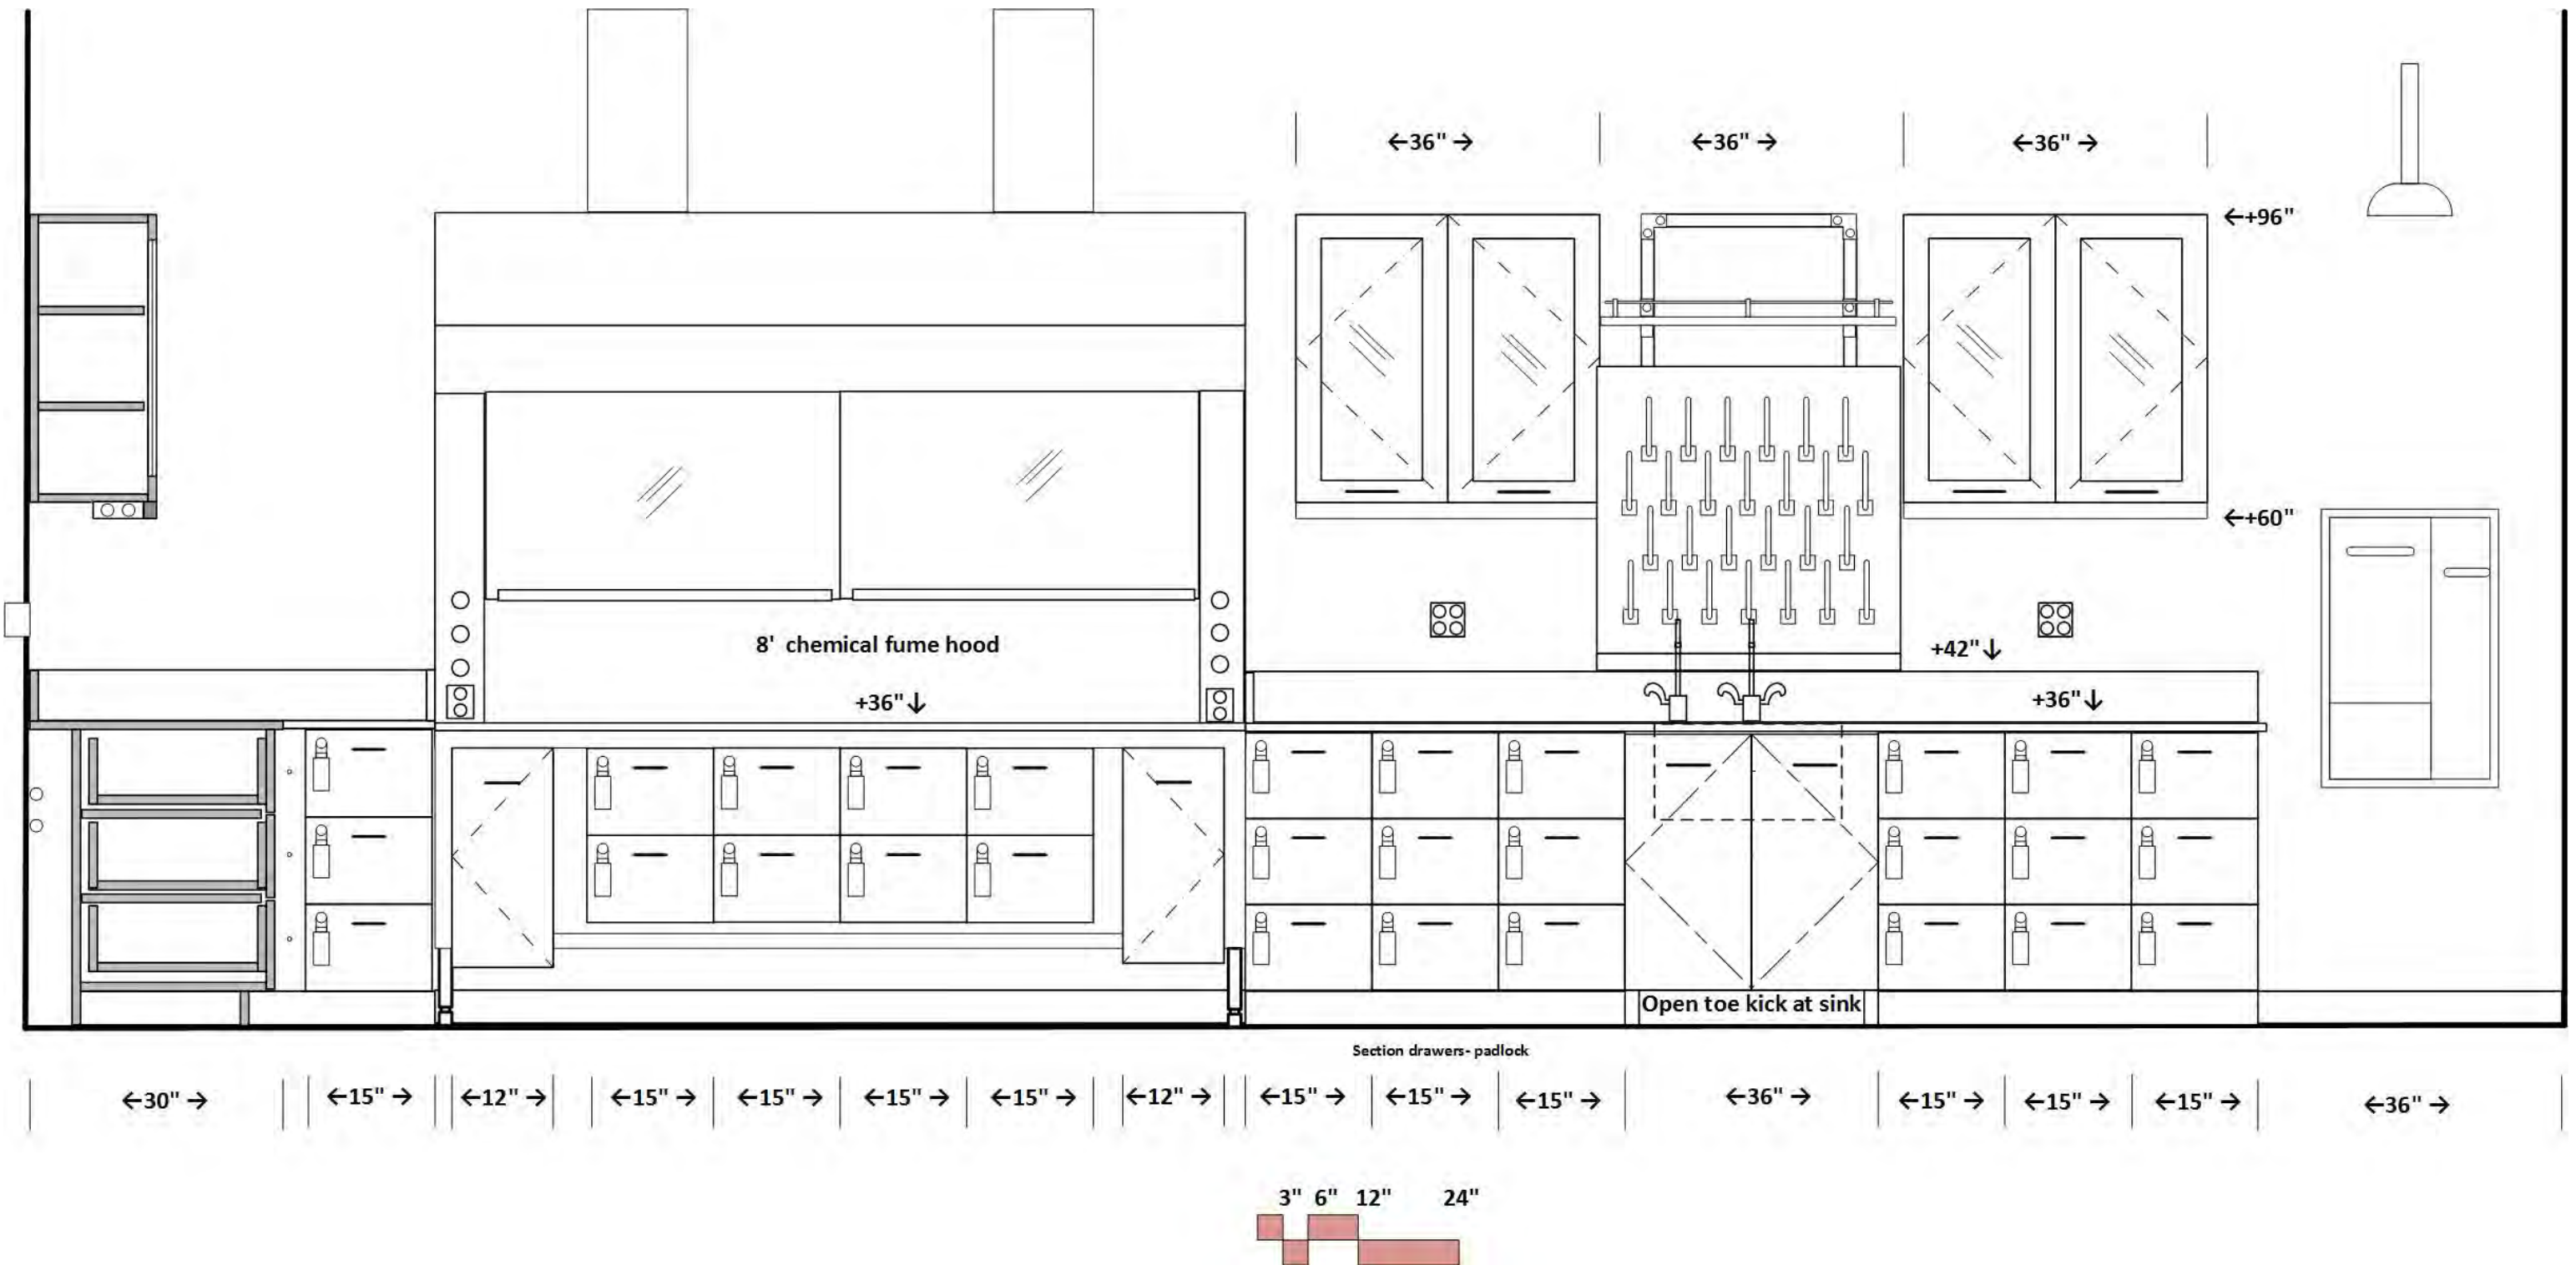 ←36" → ←36" → ←36" →
←+96"
←+60"
8' chemical fume hood
+42"↓
+36"↓
+36"↓
Open toe kick at sink
Section drawers- padlock
←30" → ←15" → ←12" → ←15" → ←15" → ←15" → ←15" → ←12" → ←15" → ←15" → ←15" → ←36" → ←15" → ←15" → ←15" → ←36" →
3" 6" 12" 24"